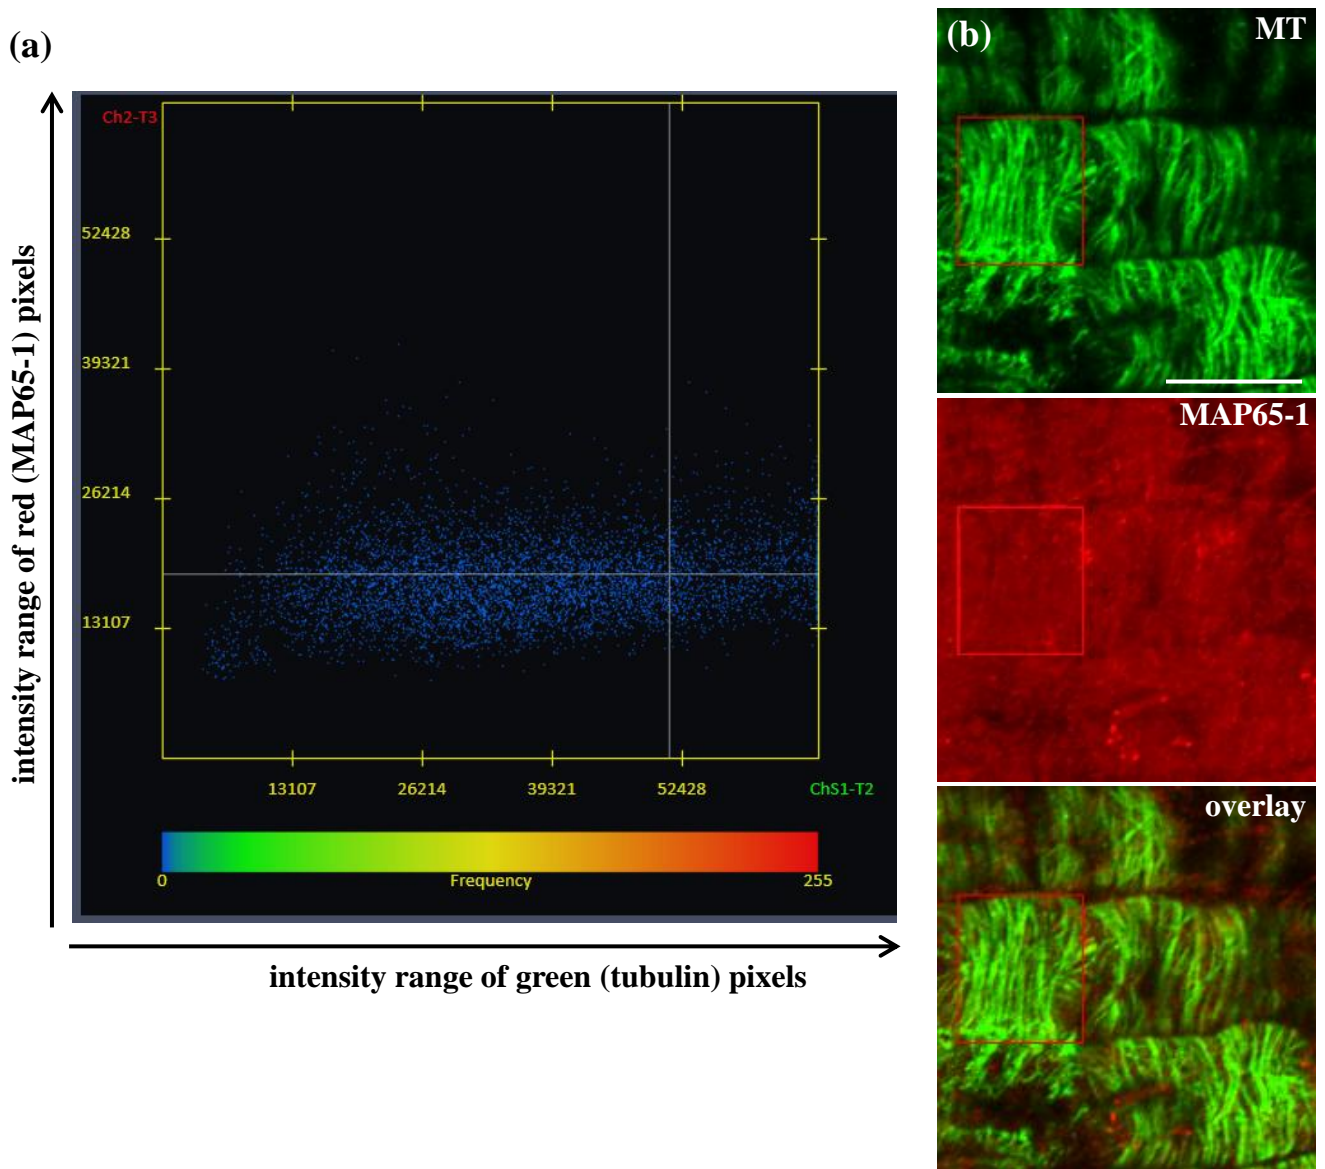 (a)
intensity range of red (MAP65-1) pixels
Ch2-T3
52428
39321
26214
13107
13107 26214 39321 52428 ChS1-T2
0 Frequency 255
intensity range of green (tubulin) pixels
(b) MT
MAP65-1
overlay